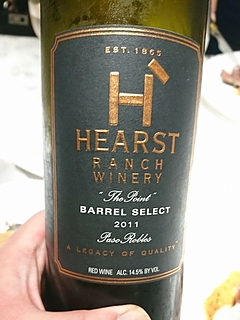 EST. 1865
H
HEARST
RANCH
WINERY
"The Point"
BARREL SELECT
2011
Paso Robles
A LEGACY OF QUALITY
RED WINE ALC. 14.5% BY VOL.